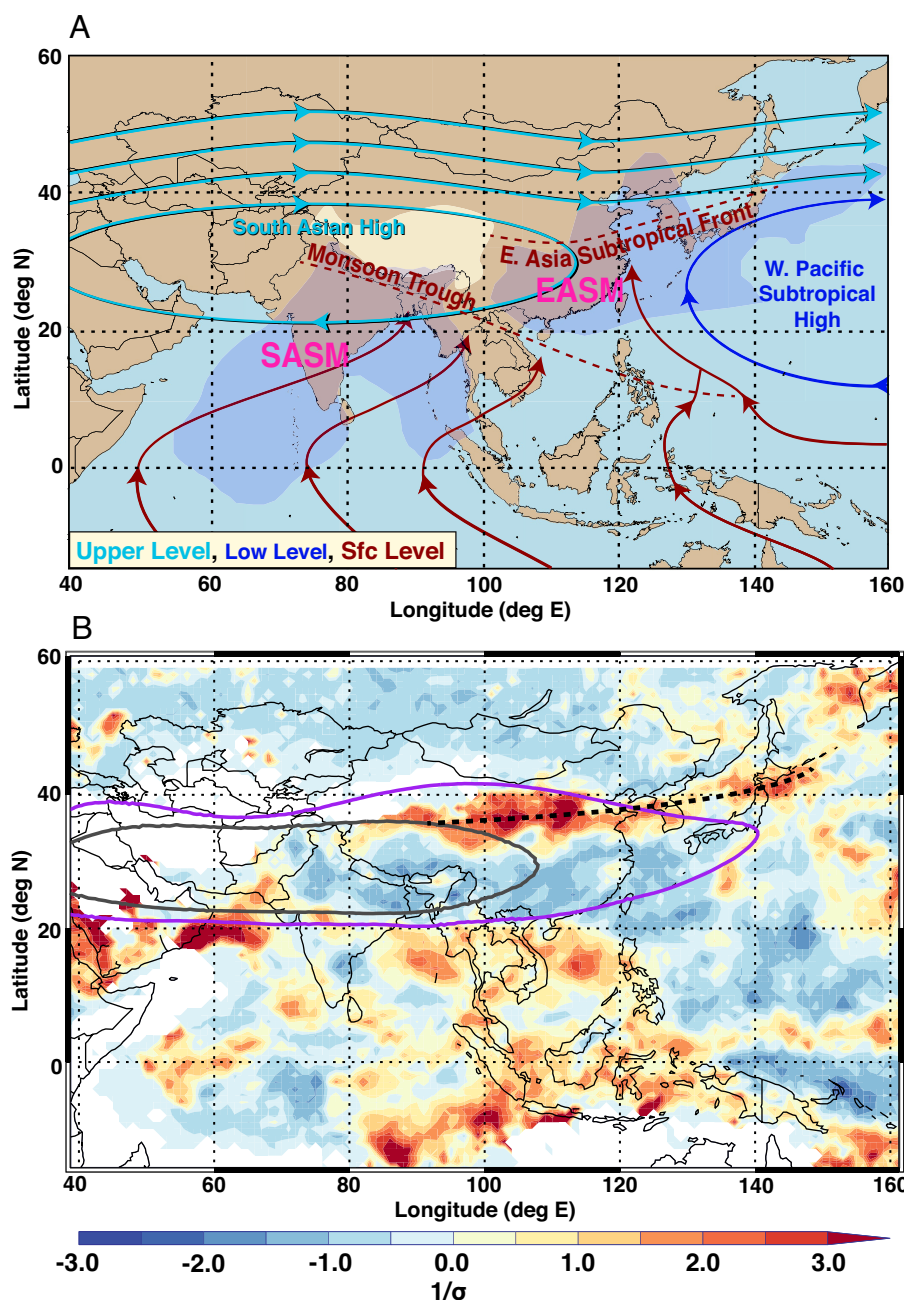 A
60
40
20
0
Latitude (deg N)
South Asian High
Monsoon Trough
E. Asia Subtropical Front
EASM
SASM
W. Pacific
Subtropical
High
Upper Level, Low Level, Sfc Level
40 60 80 100 120 140 160
Longitude (deg E)
B
60
40
20
0
Latitude (deg N)
40 60 80 100 120 140 160
Longitude (deg E)
-3.0 -2.0 -1.0 0.0 1.0 2.0 3.0
1/σ